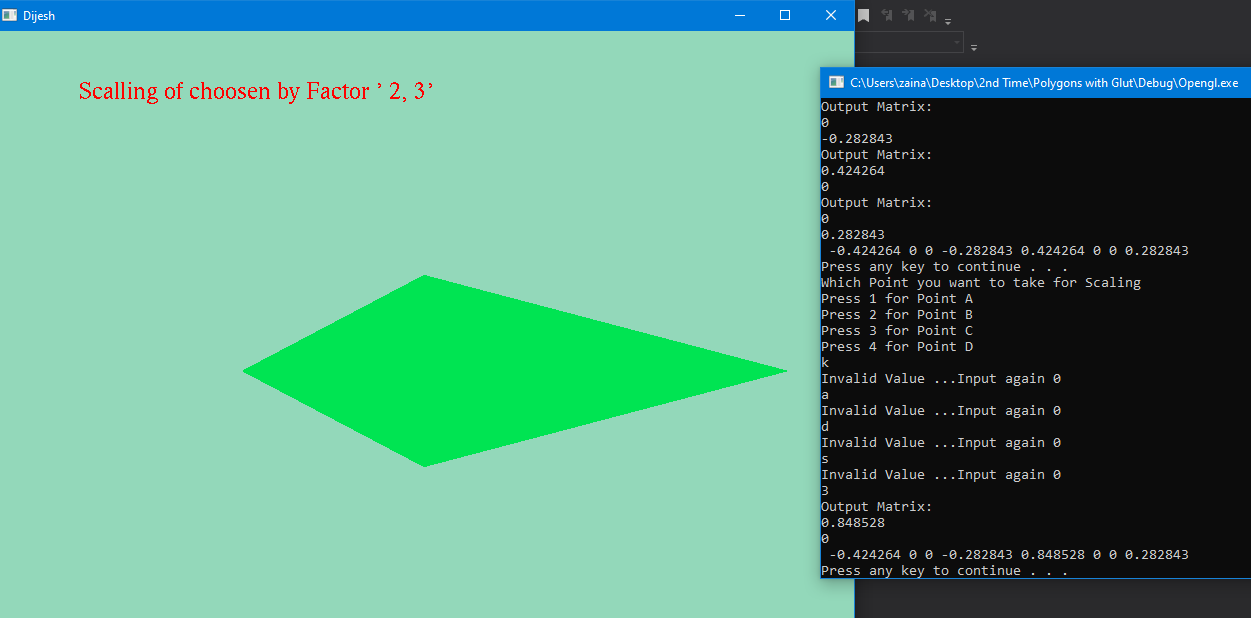 Dijesh
Scalling of choosen by Factor ’ 2, 3’
C:\Users\zaina\Desktop\2nd Time\Polygons with Glut\Debug\Opengl.exe
Output Matrix:
0
-0.282843
Output Matrix:
0.424264
0
Output Matrix:
0
0.282843
-0.424264 0 0 -0.282843 0.424264 0 0 0.282843
Press any key to continue . . .
Which Point you want to take for Scaling
Press 1 for Point A
Press 2 for Point B
Press 3 for Point C
Press 4 for Point D
k
Invalid Value ...Input again 0
a
Invalid Value ...Input again 0
d
Invalid Value ...Input again 0
s
Invalid Value ...Input again 0
3
Output Matrix:
0.848528
0
-0.424264 0 0 -0.282843 0.848528 0 0 0.282843
Press any key to continue . . .